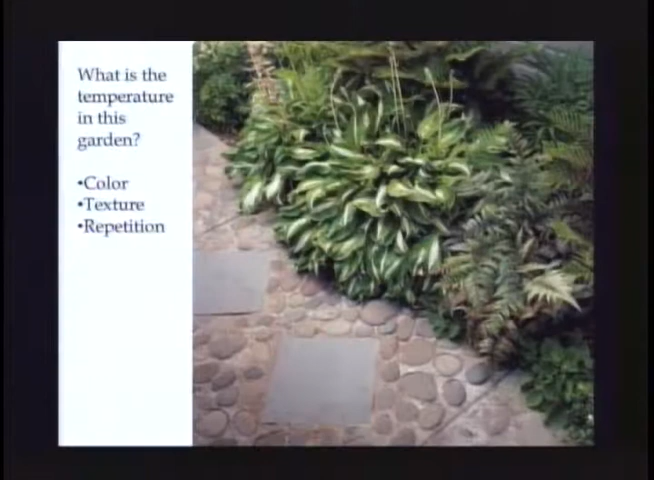 What is the
temperature
in this
garden?
•Color
•Texture
•Repetition